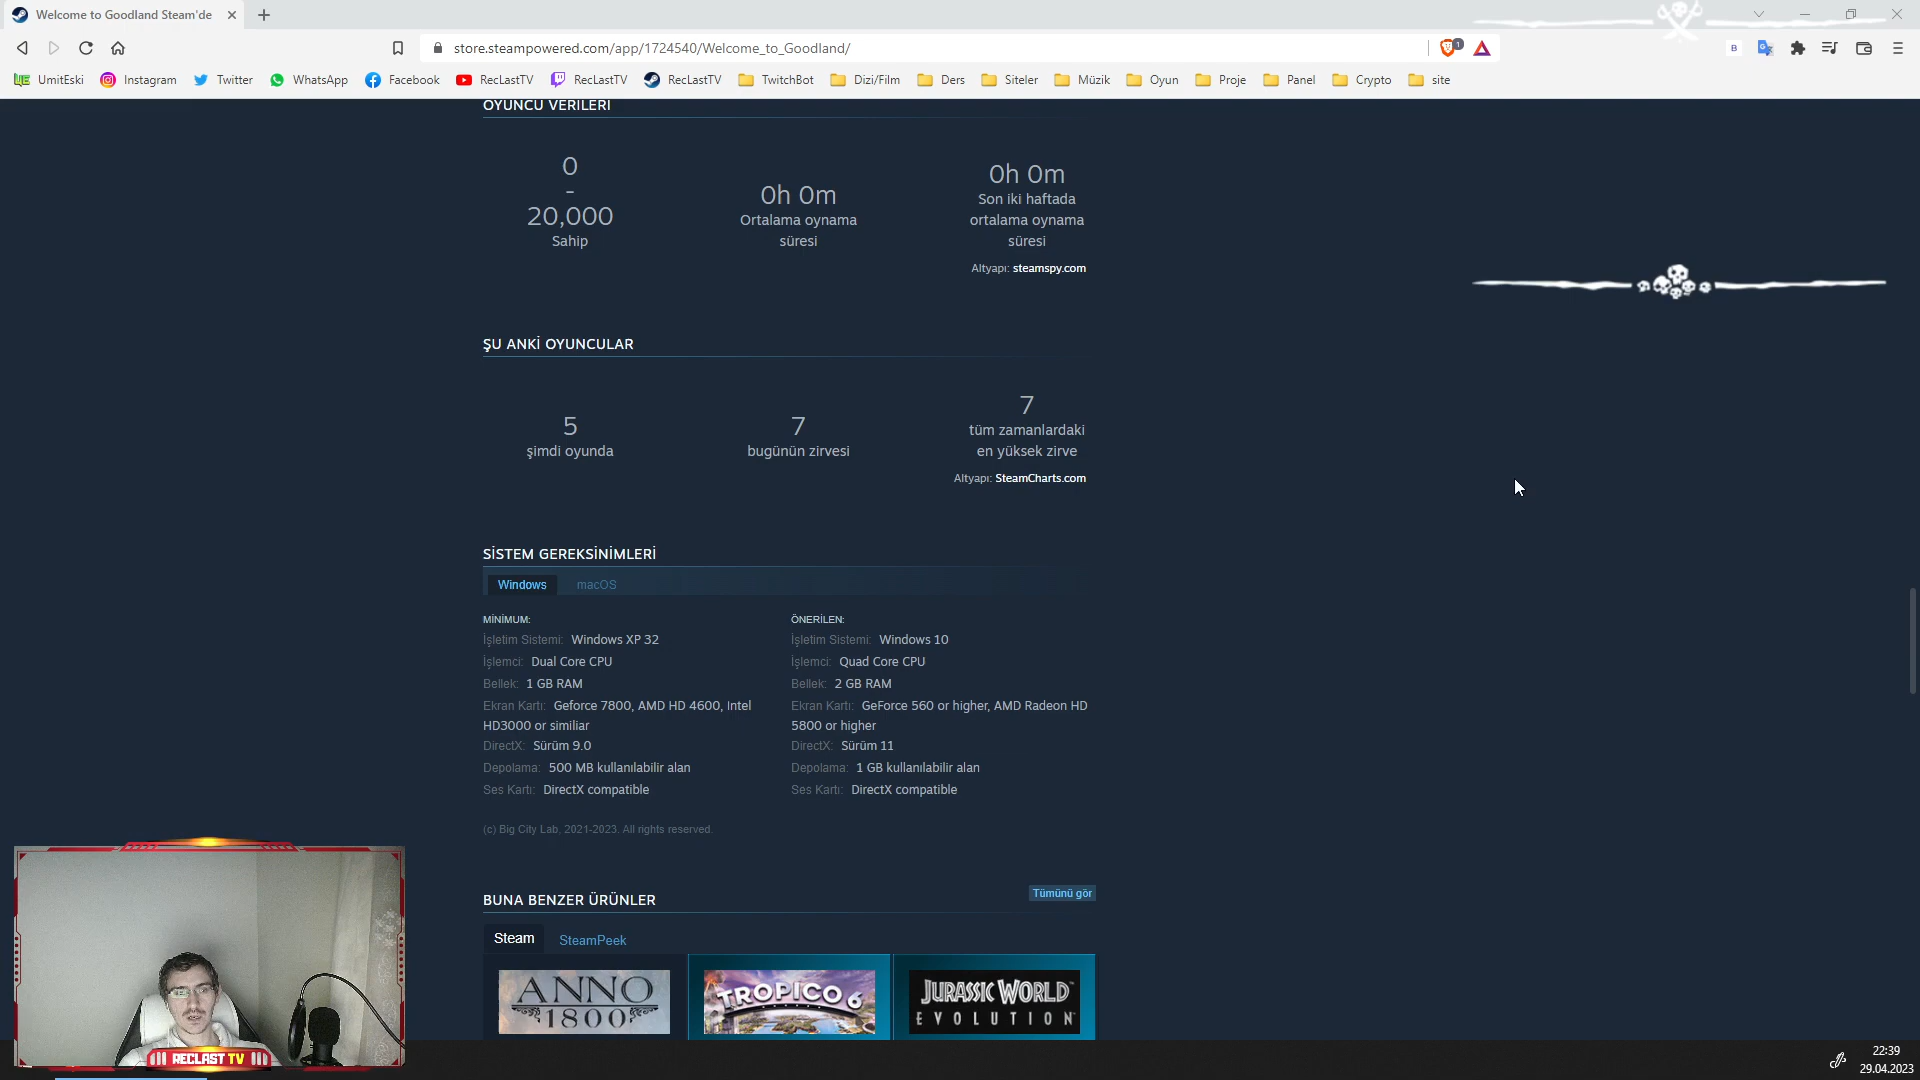 Welcome to Goodland Steam'de
store.steampowered.com/app/1724540/Welcome_to_Goodland/
1
B
UmitEski
Instagram
Twitter
WhatsApp
Facebook
RecLastTV
RecLastTV
RecLastTV
TwitchBot
Dizi/Film
Ders
Siteler
Müzik
Oyun
Proje
Panel
Crypto
site
OYUNCU VERİLERİ
0
-
20,000
Sahip
0h 0m
Ortalama oynama
süresi
0h 0m
Son iki haftada
ortalama oynama
süresi
Altyapı: steamspy.com
ŞU ANKİ OYUNCULAR
5
şimdi oyunda
7
bugünün zirvesi
7
tüm zamanlardaki
en yüksek zirve
Altyapı: SteamCharts.com
SİSTEM GEREKSİNİMLERİ
Windows
macOS
MİNİMUM:
İşletim Sistemi: Windows XP 32
İşlemci: Dual Core CPU
Bellek: 1 GB RAM
Ekran Kartı: Geforce 7800, AMD HD 4600, Intel
HD3000 or similiar
DirectX: Sürüm 9.0
Depolama: 500 MB kullanılabilir alan
Ses Kartı: DirectX compatible
ÖNERİLEN:
İşletim Sistemi: Windows 10
İşlemci: Quad Core CPU
Bellek: 2 GB RAM
Ekran Kartı: GeForce 560 or higher, AMD Radeon HD
5800 or higher
DirectX: Sürüm 11
Depolama: 1 GB kullanılabilir alan
Ses Kartı: DirectX compatible
(c) Big City Lab, 2021-2023. All rights reserved.
BUNA BENZER ÜRÜNLER
Tümünü gör
Steam
SteamPeek
ANNO
1800
TROPICO 6
JURASSIC WORLD
EVOLUTION
RECLAST TV
22:39
29.04.2023